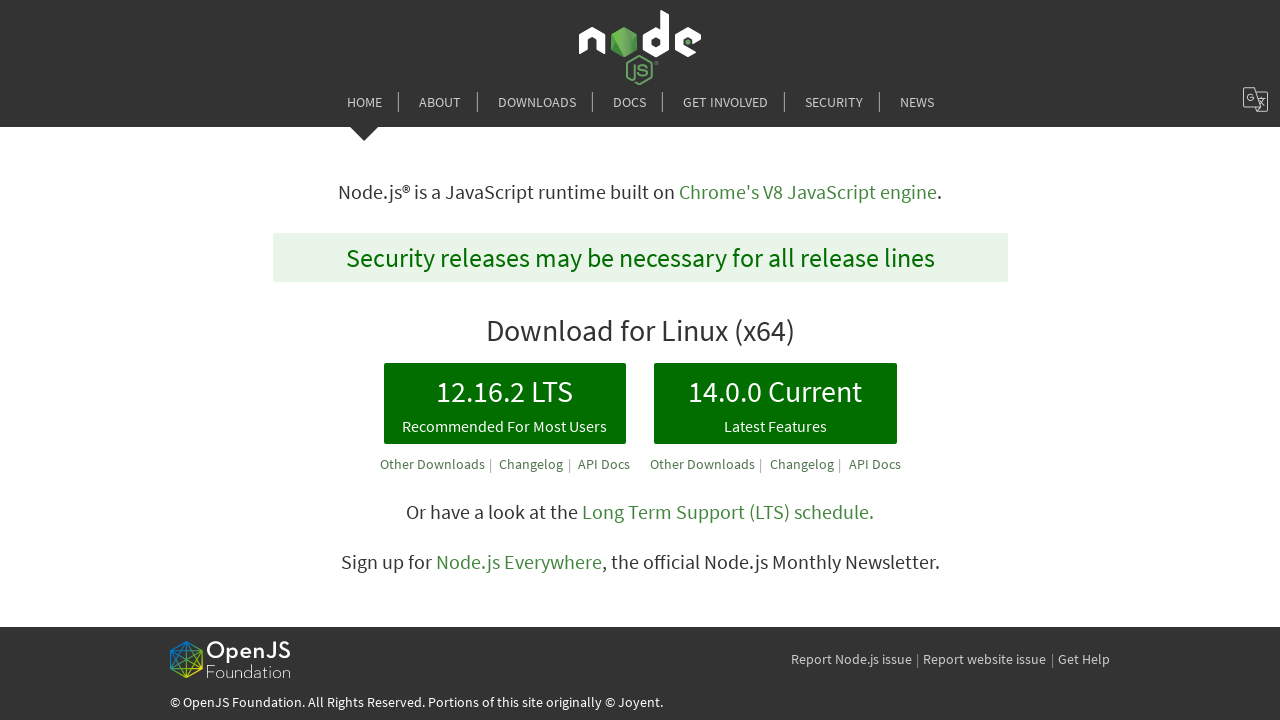 node
JS
HOME
ABOUT
DOWNLOADS
DOCS
GET INVOLVED
SECURITY
NEWS
Node.js® is a JavaScript runtime built on Chrome's V8 JavaScript engine.
Security releases may be necessary for all release lines
Download for Linux (x64)
12.16.2 LTS
Recommended For Most Users
14.0.0 Current
Latest Features
Other Downloads | Changelog | API Docs
Other Downloads | Changelog | API Docs
Or have a look at the Long Term Support (LTS) schedule.
Sign up for Node.js Everywhere, the official Node.js Monthly Newsletter.
OpenJS
Foundation
Report Node.js issue | Report website issue | Get Help
© OpenJS Foundation. All Rights Reserved. Portions of this site originally © Joyent.